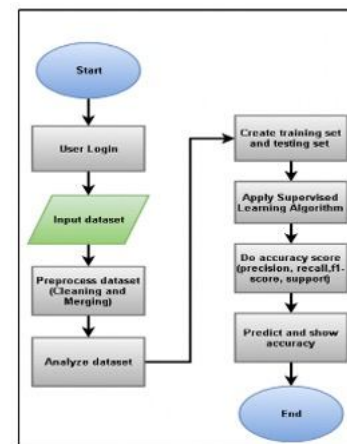 Start
User Login
Input dataset
Preprocess dataset
(Cleaning and
Merging)
Analyze dataset
Create training set
and testing set
Apply Supervised
Learning Algorithm
Do accuracy score
(precision, recall,f1-
score, support)
Predict and show
accuracy
End